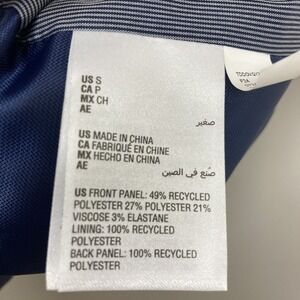 US S
CA P
MX CH
AE
صغير
US MADE IN CHINA
CA FABRIQUÉ EN CHINE
MX HECHO EN CHINA
AE
صُنع في الصين
US FRONT PANEL: 49% RECYCLED
POLYESTER 27% POLYESTER 21%
VISCOSE 3% ELASTANE
LINING: 100% RECYCLED
POLYESTER
BACK PANEL: 100% RECYCLED
POLYESTER